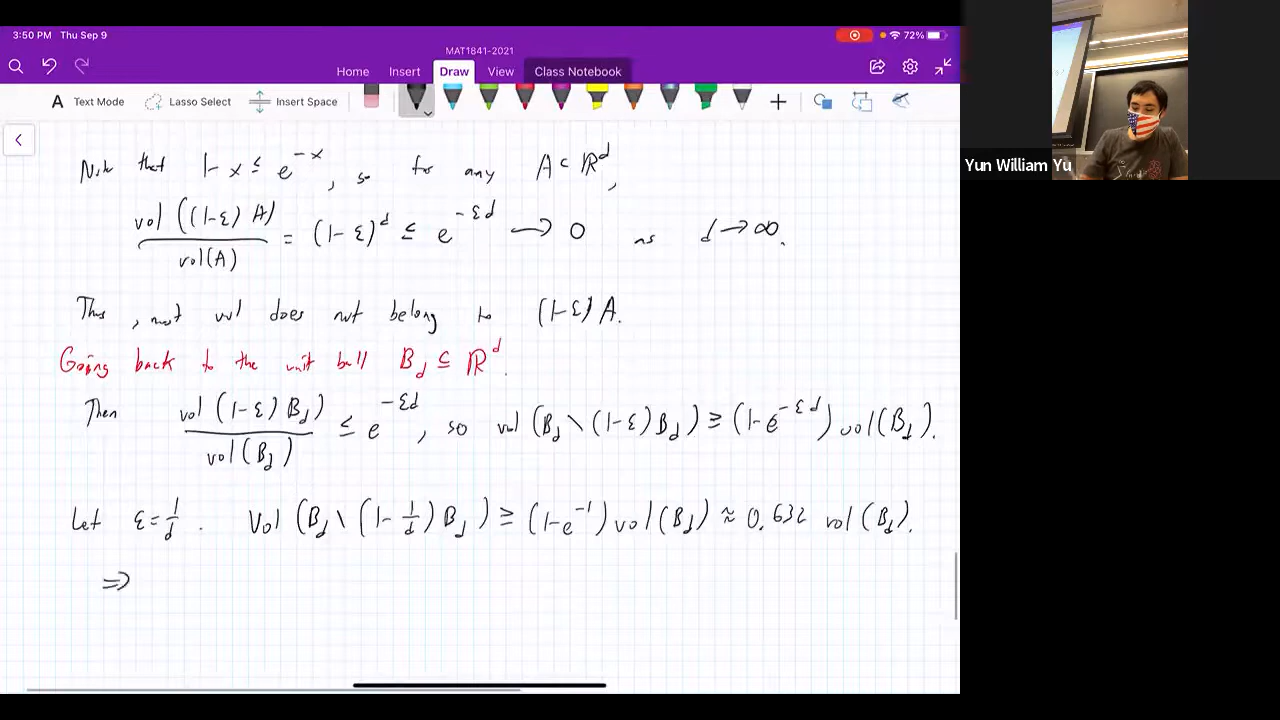 3:50 PM Thu Sep 9
72%
MAT1841-2021
Home Insert Draw View Class Notebook
Text Mode Lasso Select Insert Space
Note that 1-x ≤ e^{-x}, so for any A ⊂ ℝ^d,
vol((1-ε)A) / vol(A) = (1-ε)^d ≤ e^{-εd} → 0 as d → ∞.
Thus, most vol does not belong to (1-ε)A.
Going back to the unit ball B_d ⊆ ℝ^d.
Then vol(1-ε)B_d) / vol(B_d) ≤ e^{-εd}, so vol(B_d \ (1-ε)B_d) ≥ (1-e^{-εd}) vol(B_d).
Let ε = 1/d. Vol(B_d \ (1-1/d)B_d) ≥ (1-e^{-1}) vol(B_d) ≈ 0.632 vol(B_d).
⇒
Yun William Yu